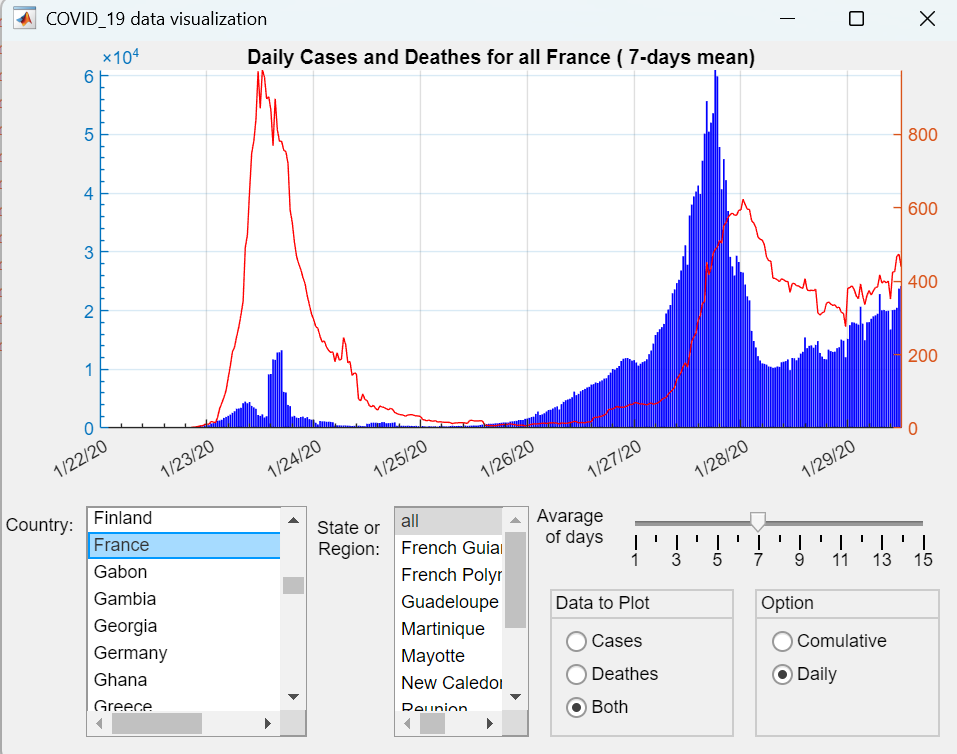 COVID_19 data visualization
×10⁴
Daily Cases and Deathes for all France ( 7-days mean)
6
5
4
3
2
1
0
800
600
400
200
0
1/22/20
1/23/20
1/24/20
1/25/20
1/26/20
1/27/20
1/28/20
1/29/20
Country:
Finland
France
Gabon
Gambia
Georgia
Germany
Ghana
Greece
State or
Region:
all
French Guiar
French Polyr
Guadeloupe
Martinique
Mayotte
New Caledor
Reunion
Avarage
of days
1 3 5 7 9 11 13 15
Data to Plot
Cases
Deathes
Both
Option
Comulative
Daily